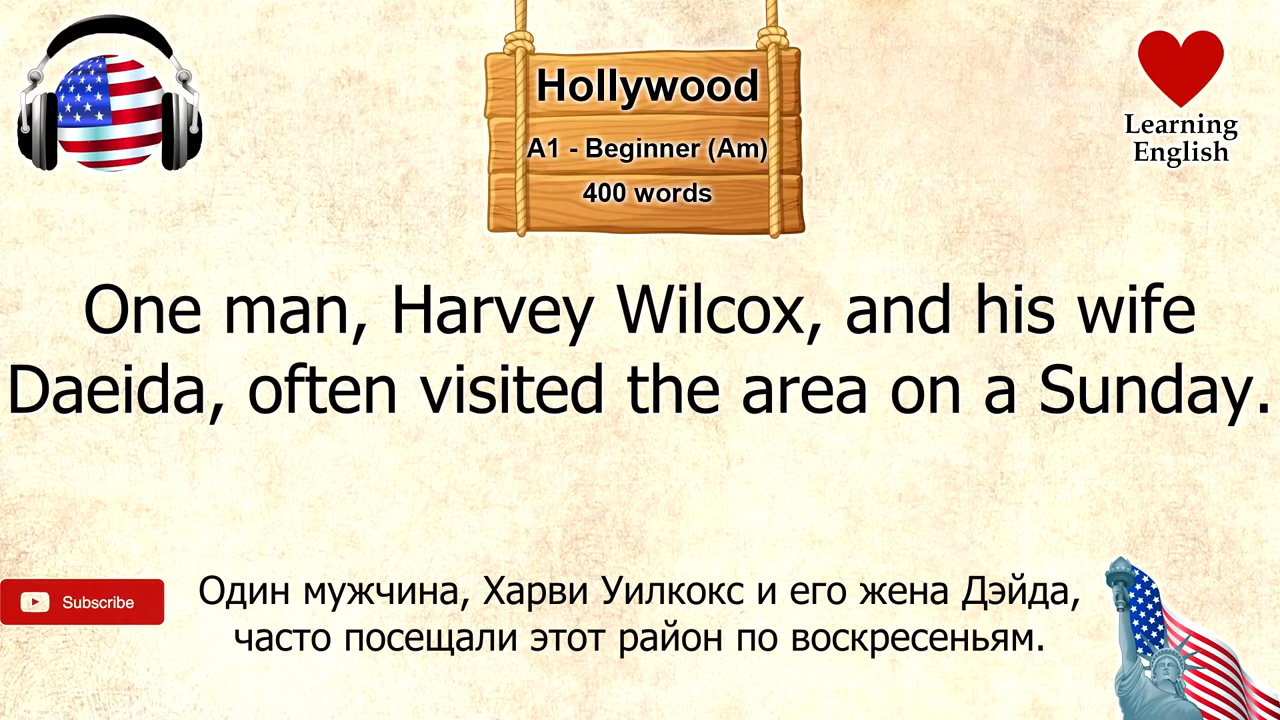 Hollywood
A1 - Beginner (Am)
400 words
Learning
English
One man, Harvey Wilcox, and his wife
Daeida, often visited the area on a Sunday.
Subscribe
Один мужчина, Харви Уилкокс и его жена Дэйда,
часто посещали этот район по воскресеньям.